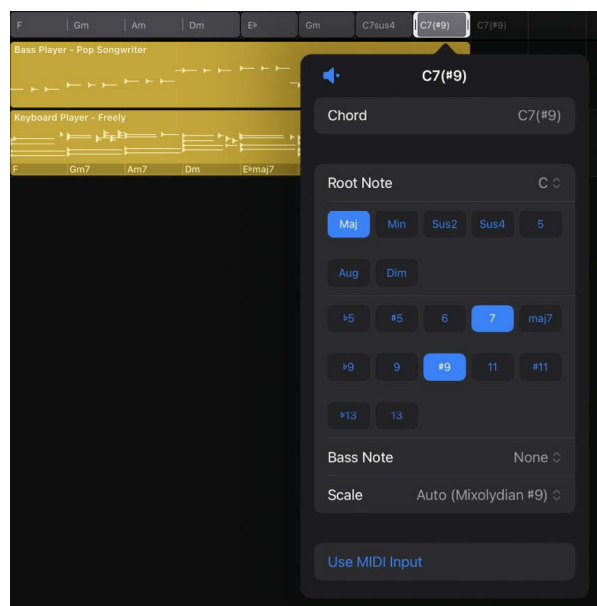 F Gm Am Dm E♭ Gm C7sus4 C7(#9) C7(#9)
Bass Player - Pop Songwriter
C7(#9)
Keyboard Player - Freely
Chord C7(#9)
F Gm7 Am7 Dm E♭maj7
Root Note C
Maj Min Sus2 Sus4 5
Aug Dim
♭5 #5 6 7 maj7
♭9 9 #9 11 #11
♭13 13
Bass Note None
Scale Auto (Mixolydian #9)
Use MIDI Input